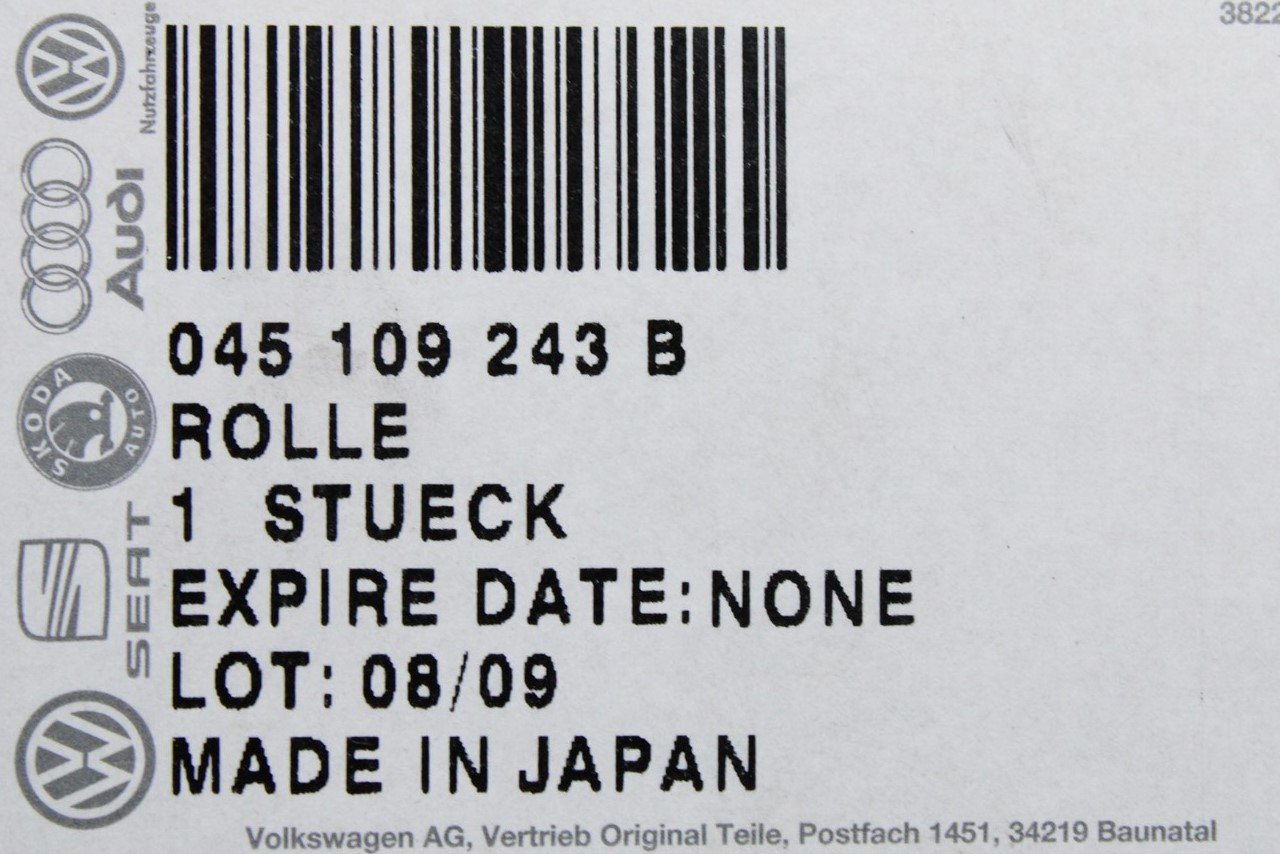 3822
Nutzfahrzeuge
Audi
045 109 243 B
SKODA
AUTO
ROLLE
1 STUECK
SEAT
EXPIRE DATE:NONE
LOT: 08/09
MADE IN JAPAN
Volkswagen AG, Vertrieb Original Teile, Postfach 1451, 34219 Baunatal